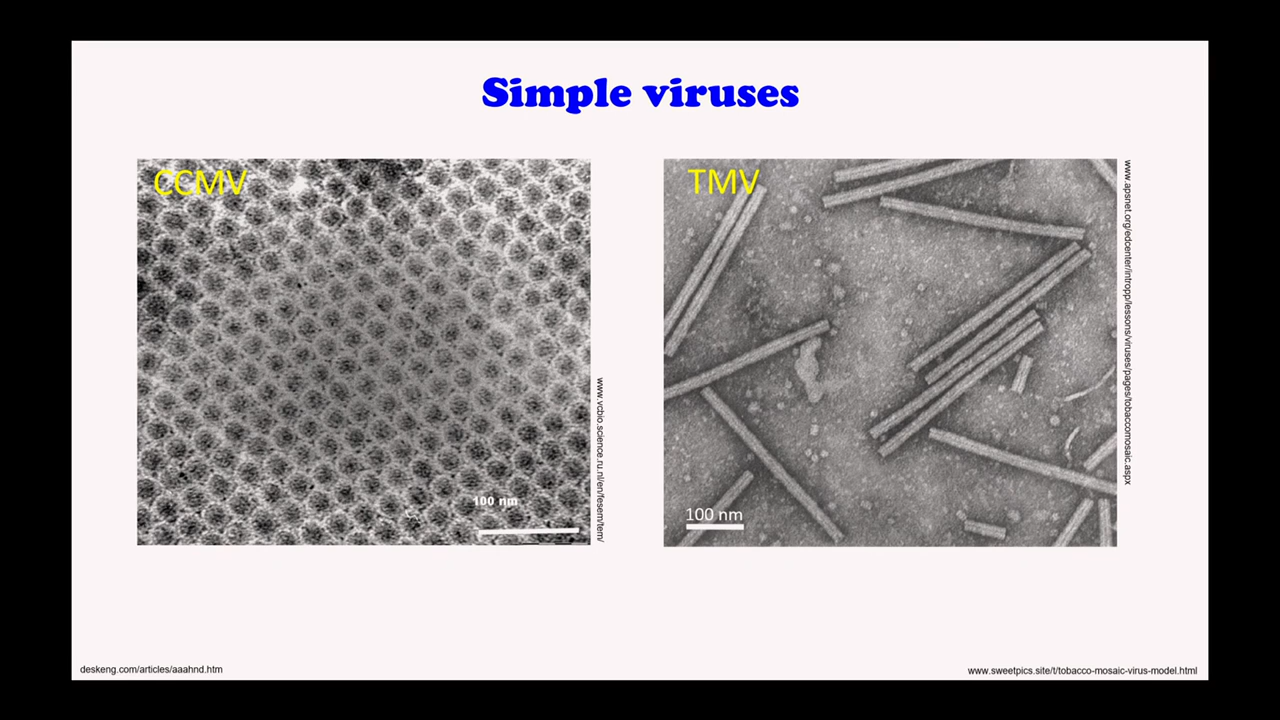 Simple viruses
CCMV
100 nm
www.vcbio.science.ru.nl/en/fesem/tem/
TMV
100 nm
www.apsnet.org/edcenter/intropp/lessons/viruses/pages/tobaccomosaic.aspx
deskeng.com/articles/aaahnd.htm
www.sweetpics.site/t/tobacco-mosaic-virus-model.html